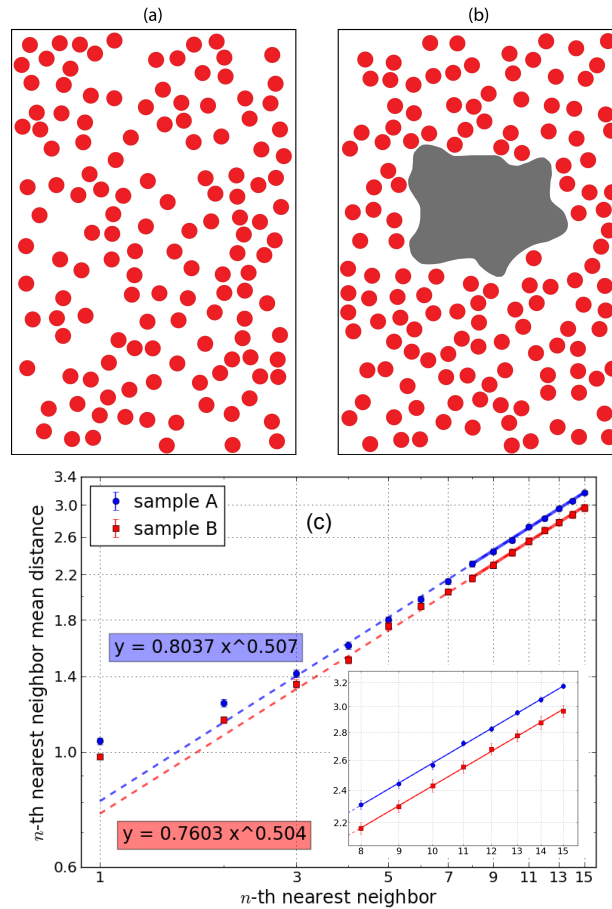 (a)
(b)
3.4
3.0
2.6
2.2
1.8
1.4
1.0
0.6
n-th nearest neighbor mean distance
sample A
sample B
(c)
y = 0.8037 x^0.507
y = 0.7603 x^0.504
3.2
3.0
2.8
2.6
2.4
2.2
8 9 10 11 12 13 14 15
1 3 5 7 9 11 13 15
n-th nearest neighbor